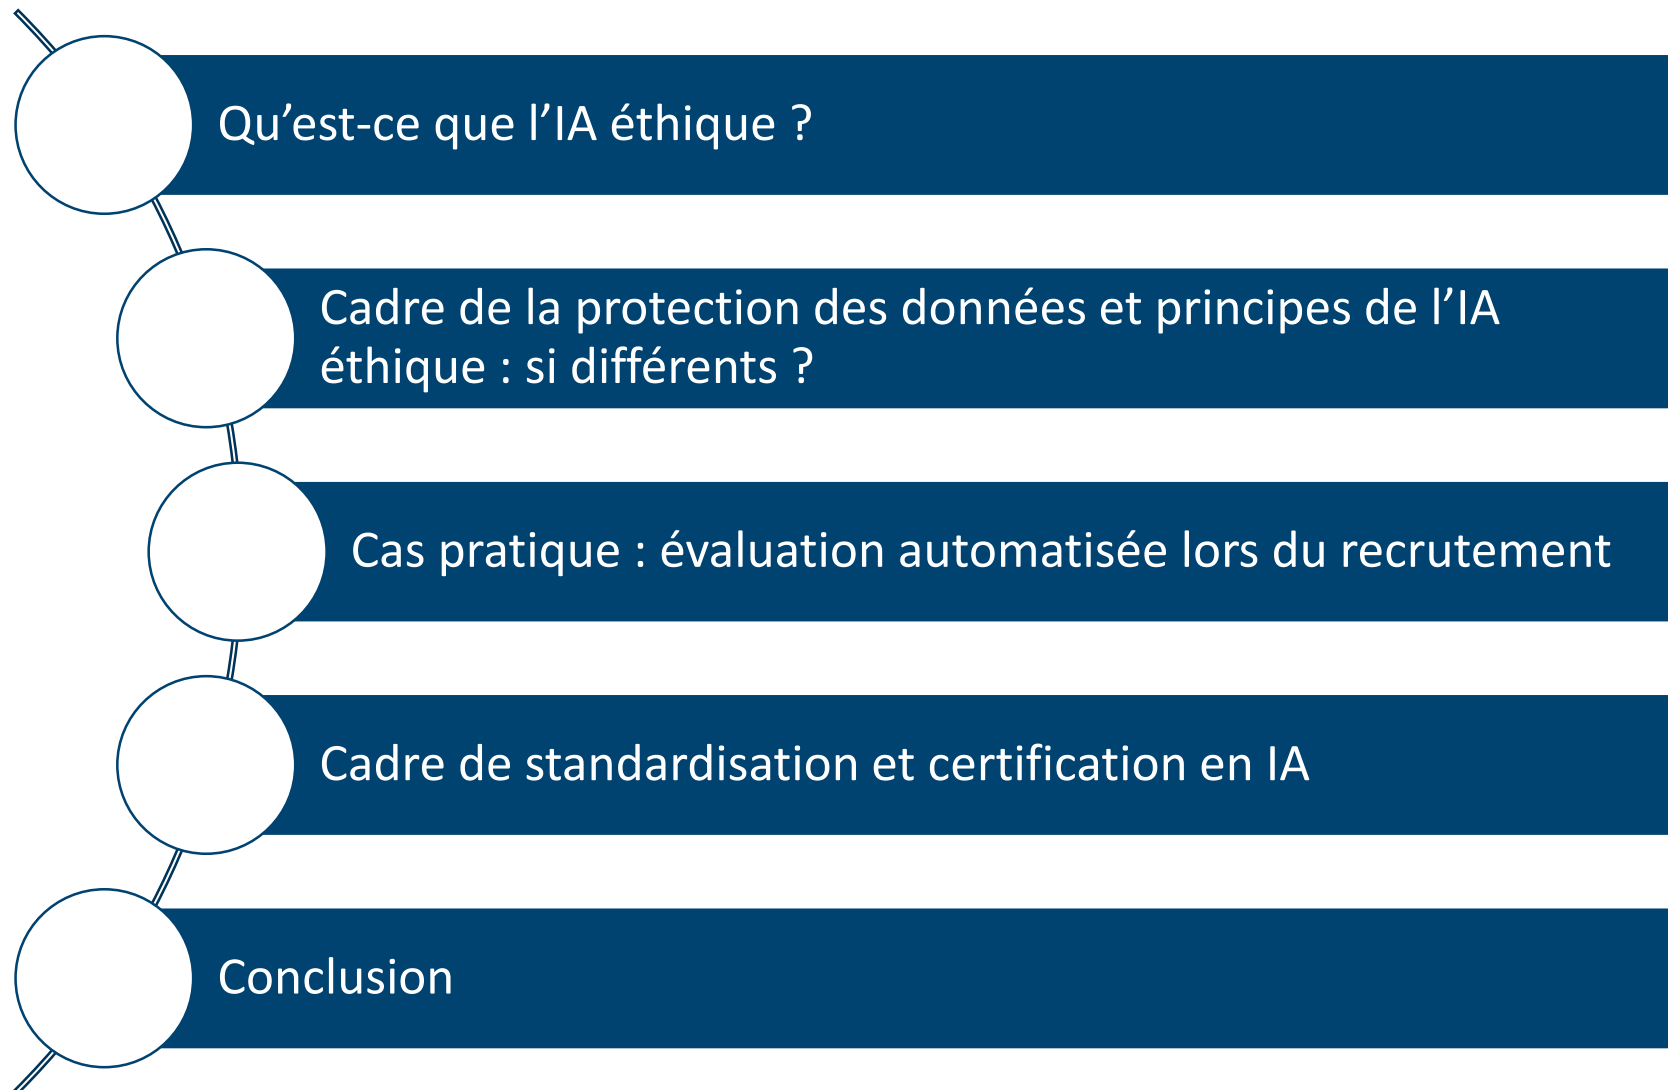 Qu’est-ce que l’IA éthique ?
Cadre de la protection des données et principes de l’IA
éthique : si différents ?
Cas pratique : évaluation automatisée lors du recrutement
Cadre de standardisation et certification en IA
Conclusion